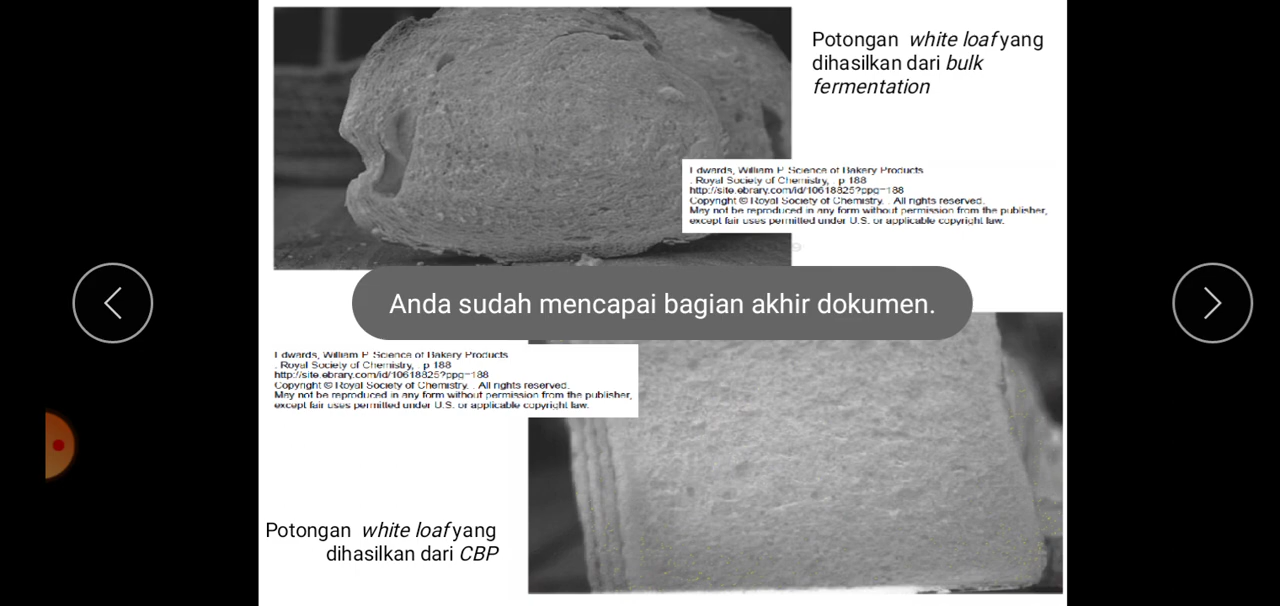 Potongan white loaf yang
dihasilkan dari bulk
fermentation
Edwards, William P. Science of Bakery Products
. Royal Society of Chemistry, . p 188
http://site.ebrary.com/id/10618825?ppg=188
Copyright © Royal Society of Chemistry. . All rights reserved.
May not be reproduced in any form without permission from the publisher,
except fair uses permitted under U.S. or applicable copyright law.
Anda sudah mencapai bagian akhir dokumen.
Edwards, William P. Science of Bakery Products
. Royal Society of Chemistry, . p 188
http://site.ebrary.com/id/10618825?ppg=188
Copyright © Royal Society of Chemistry. . All rights reserved.
May not be reproduced in any form without permission from the publisher,
except fair uses permitted under U.S. or applicable copyright law.
Potongan white loaf yang
dihasilkan dari CBP